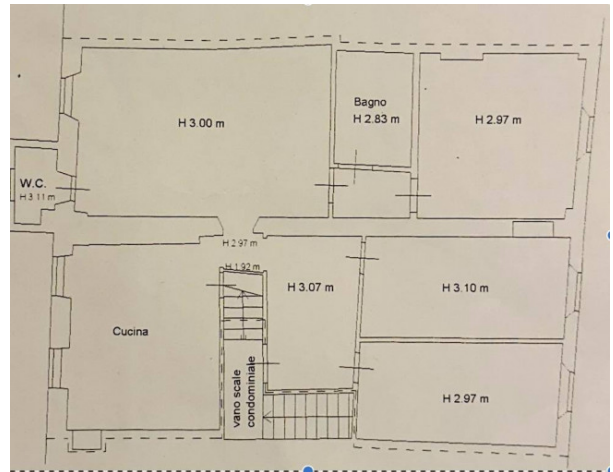 Bagno
H 2.83 m
H 3.00 m
H 2.97 m
W.C.
H 3.11 m
H 2.97 m
H 1.92 m
H 3.07 m
H 3.10 m
Cucina
vano scale
condominiale
H 2.97 m